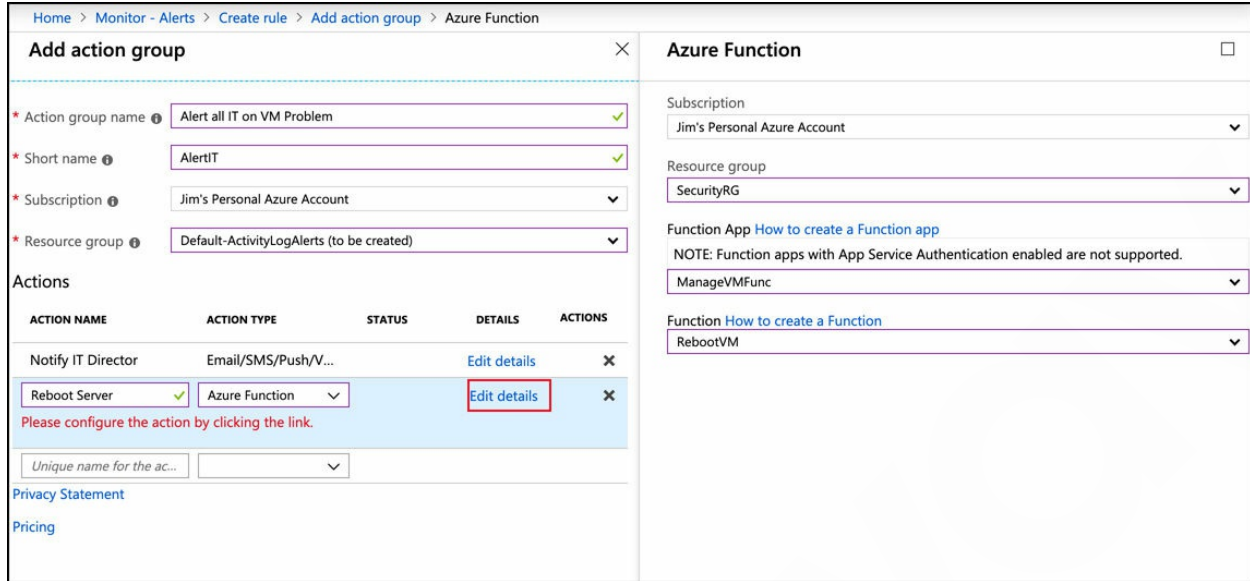 Home > Monitor - Alerts > Create rule > Add action group > Azure Function
Add action group
* Action group name
Alert all IT on VM Problem
* Short name
AlertIT
* Subscription
Jim's Personal Azure Account
* Resource group
Default-ActivityLogAlerts (to be created)
Actions
ACTION NAME ACTION TYPE STATUS DETAILS ACTIONS
Notify IT Director Email/SMS/Push/V... Edit details
Reboot Server Azure Function Edit details
Please configure the action by clicking the link.
Unique name for the ac...
Privacy Statement
Pricing
Azure Function
Subscription
Jim's Personal Azure Account
Resource group
SecurityRG
Function App How to create a Function app
NOTE: Function apps with App Service Authentication enabled are not supported.
ManageVMFunc
Function How to create a Function
RebootVM